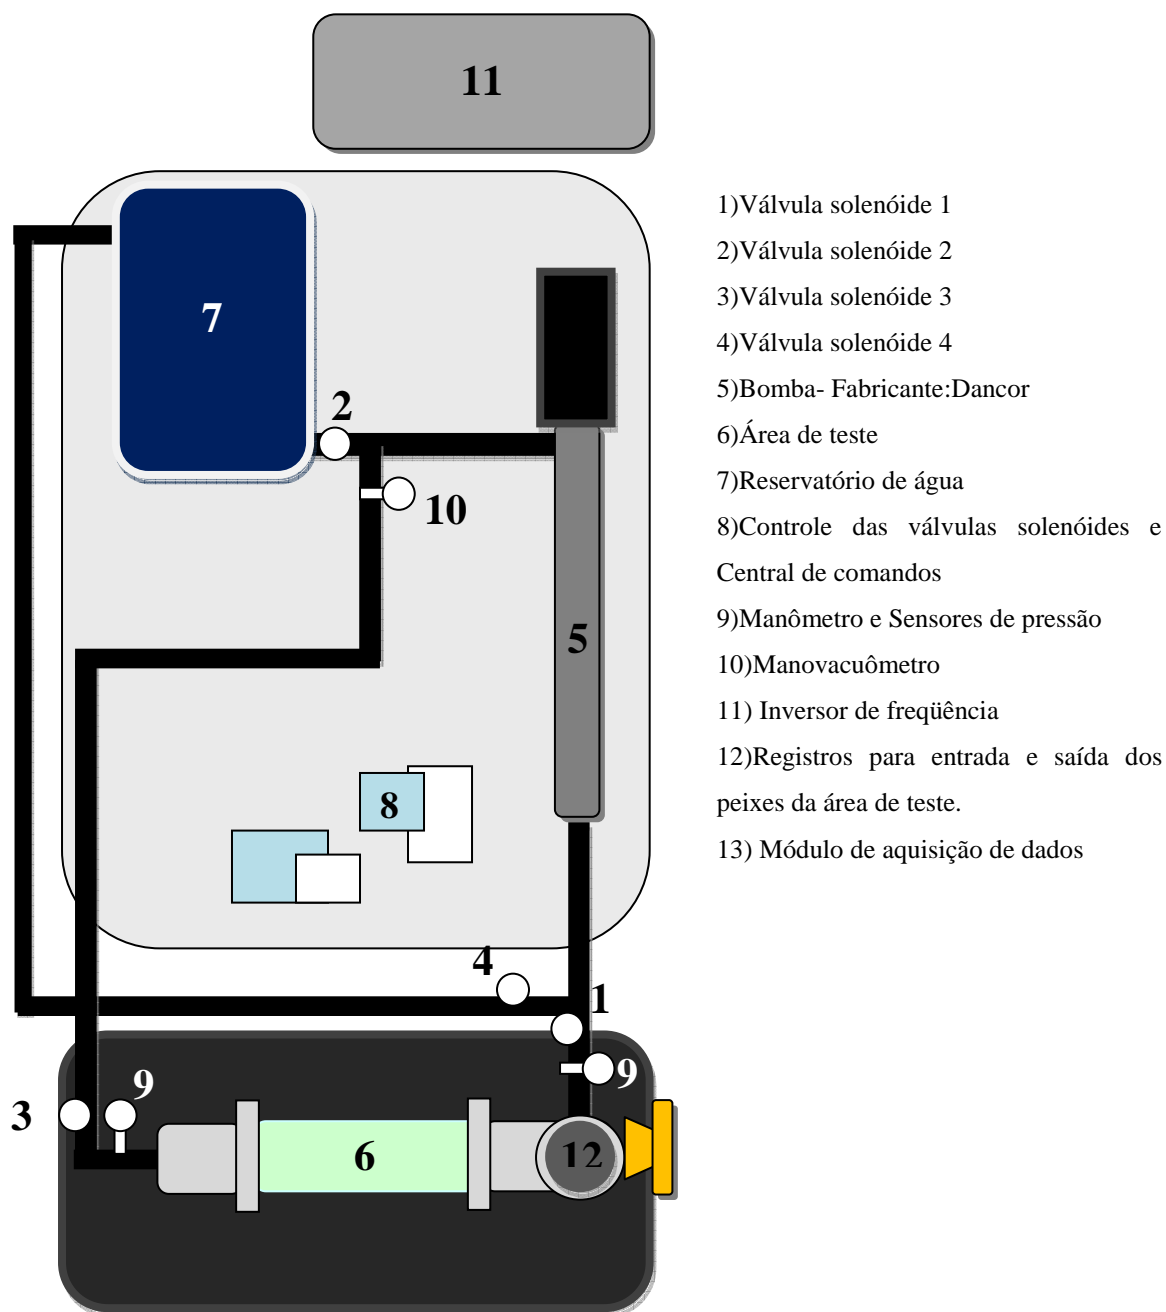 11
7
2
10
5
8
4
1
9
9
3
6
12
1)Válvula solenóide 1
2)Válvula solenóide 2
3)Válvula solenóide 3
4)Válvula solenóide 4
5)Bomba- Fabricante:Dancor
6)Área de teste
7)Reservatório de água
8)Controle das válvulas solenóides e
Central de comandos
9)Manômetro e Sensores de pressão
10)Manovacuômetro
11) Inversor de freqüência
12)Registros para entrada e saída dos
peixes da área de teste.
13) Módulo de aquisição de dados